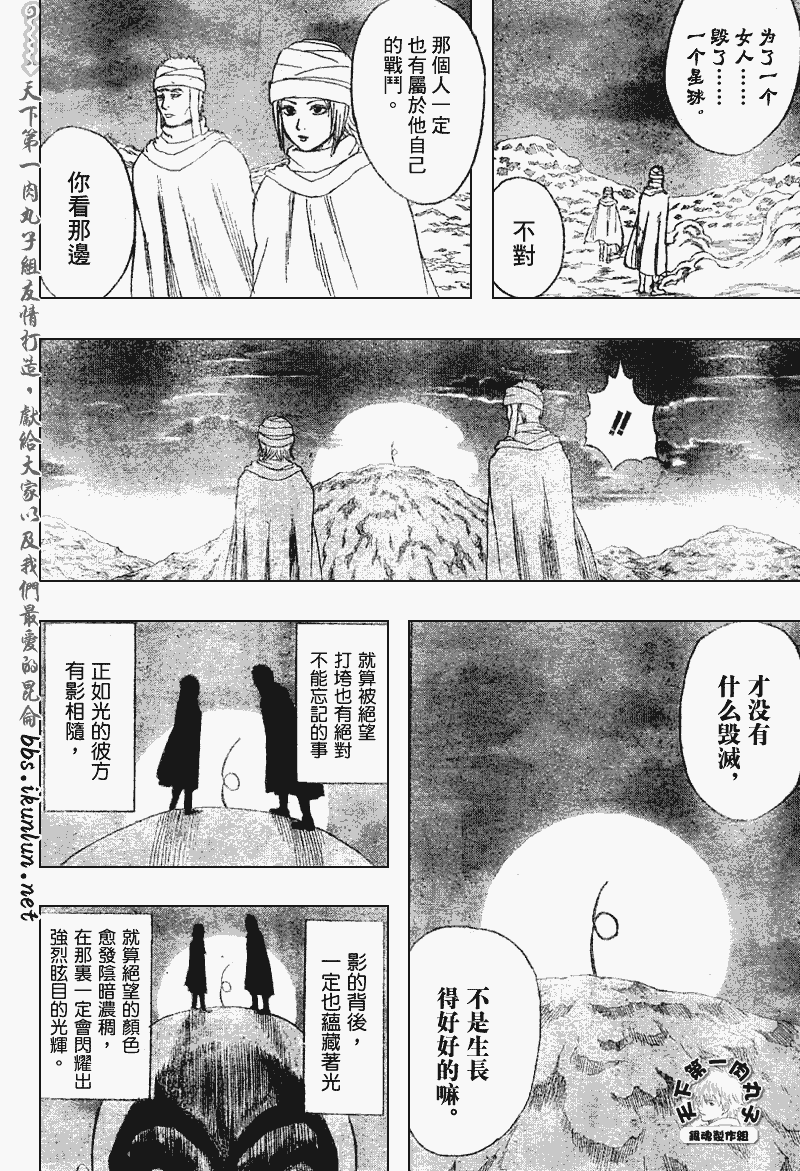 为了一个
女人……
毁了……
一个星球。
不對
那個人一定
也有屬於他自己
的戰鬥。
你看那邊
!!
才没有
什么毁灭，
不是生長
得好好的嘛。
就算被絕望
打垮也有絕對
不能忘記的事
正如光的彼方
有影相隨，
影的背後，
一定也蘊藏著光
就算絕望的顏色
愈發陰暗濃稠，
在那裏一定會閃耀出
強烈眩目的光輝。
天下第一肉丸子組友情打造，獻給大家以及我們最愛的昆侖 bbs.ikunlun.net
天下第一肉丸子
銀魂製作組